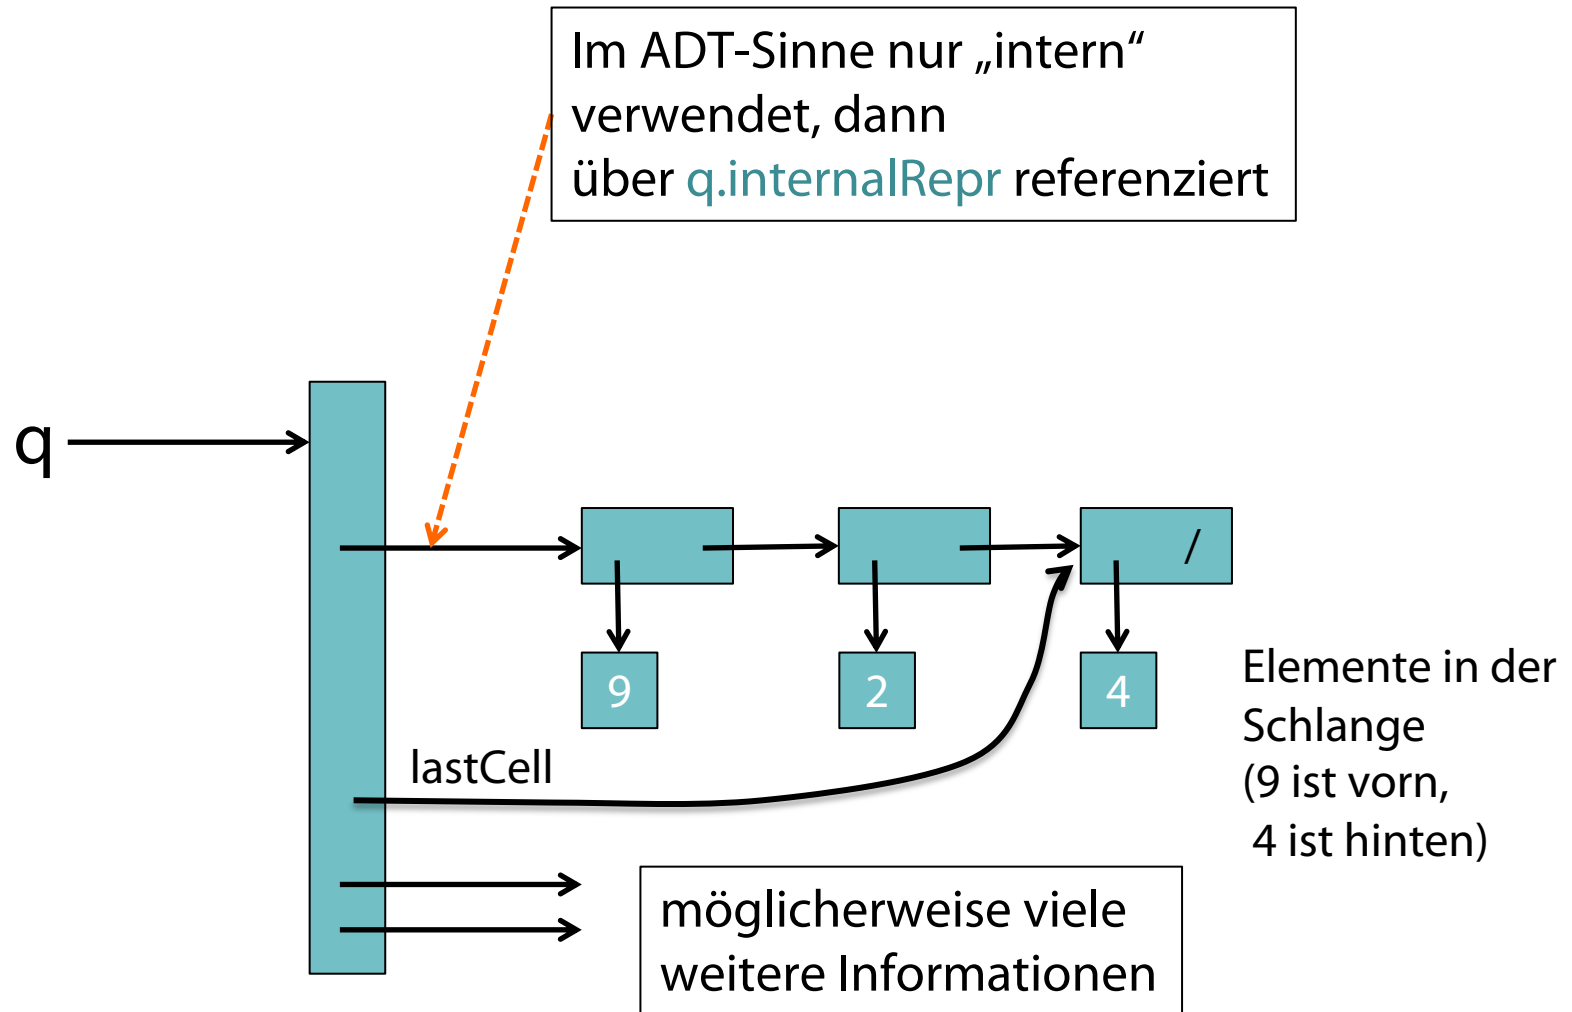 Im ADT-Sinne nur „intern“
verwendet, dann
über q.internalRepr referenziert
q
/
9
2
4
Elemente in der
Schlange
(9 ist vorn,
4 ist hinten)
lastCell
möglicherweise viele
weitere Informationen